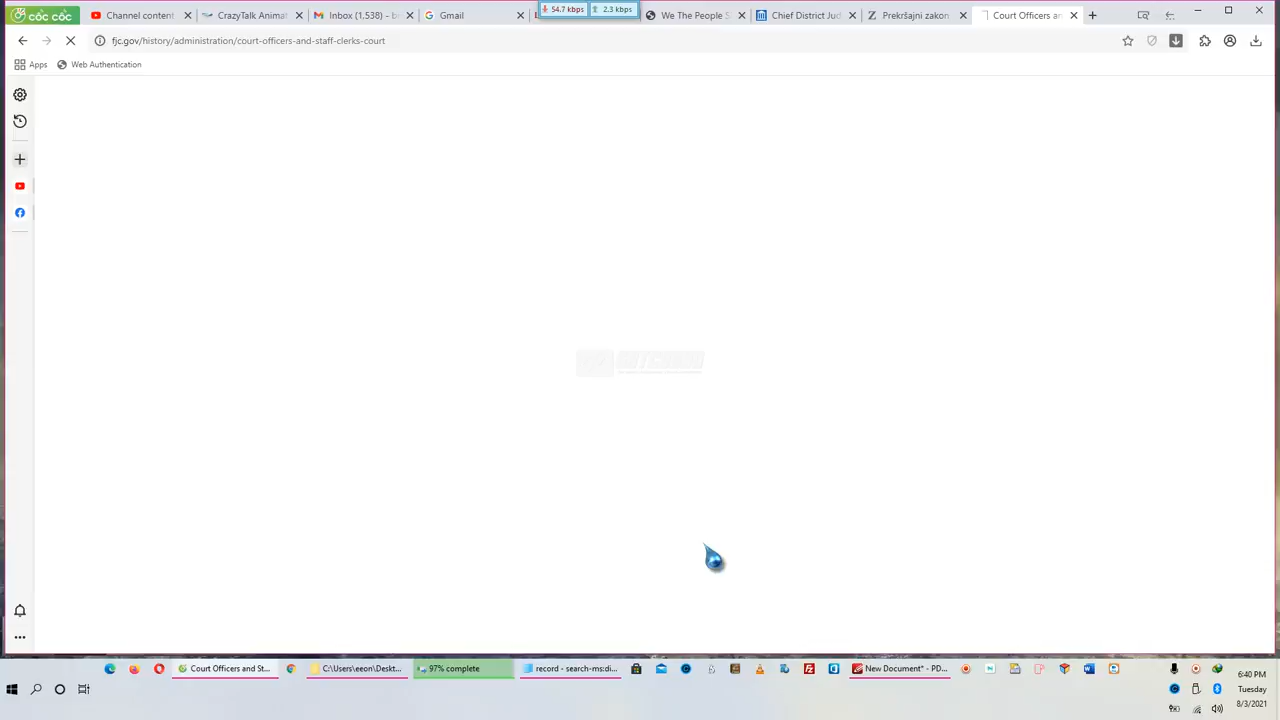 cốc cốc
Channel content
CrazyTalk Animat
Inbox (1,538) - b
Gmail
54.7 kbps
2.3 kbps
We The People S
Chief District Jud
Prekršajni zakon
Court Officers an
fjc.gov/history/administration/court-officers-and-staff-clerks-court
Apps
Web Authentication
Court Officers and St...
C:\Users\eeon\Deskt...
97% complete
record - search-ms:di...
New Document* - PD...
6:40 PM
Tuesday
8/3/2021